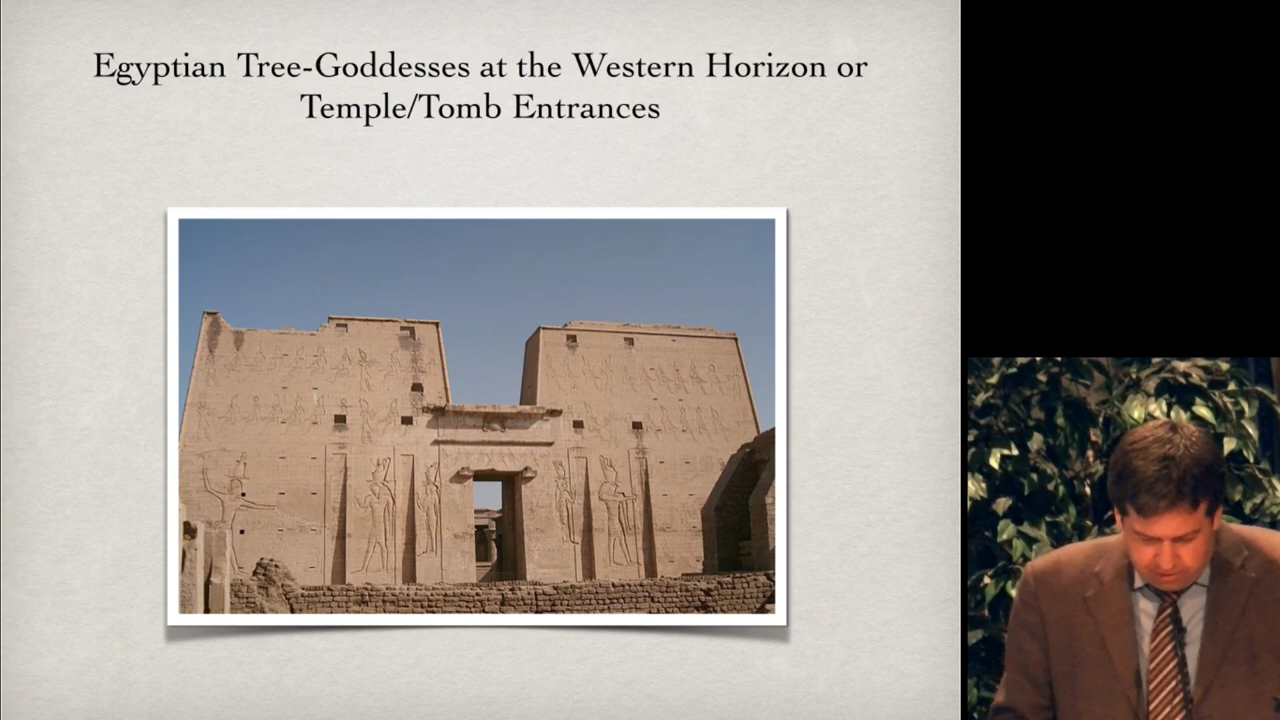 Egyptian Tree-Goddesses at the Western Horizon or
Temple/Tomb Entrances